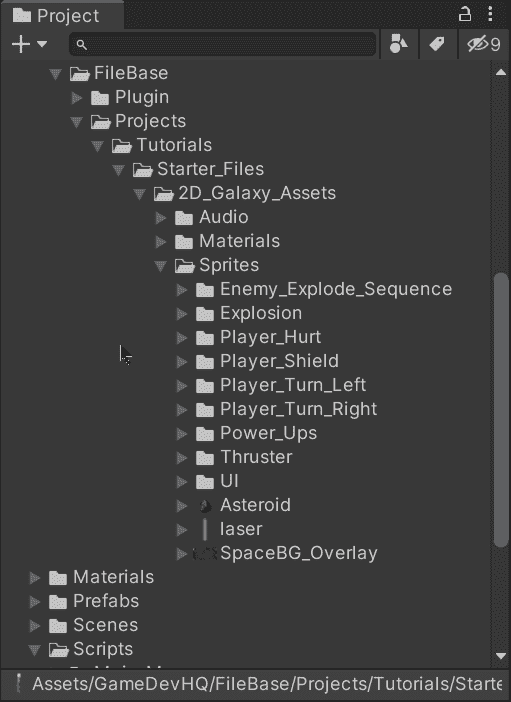 Project
9
FileBase
Plugin
Projects
Tutorials
Starter_Files
2D_Galaxy_Assets
Audio
Materials
Sprites
Enemy_Explode_Sequence
Explosion
Player_Hurt
Player_Shield
Player_Turn_Left
Player_Turn_Right
Power_Ups
Thruster
UI
Asteroid
laser
SpaceBG_Overlay
Materials
Prefabs
Scenes
Scripts
Assets/GameDevHQ/FileBase/Projects/Tutorials/Starte